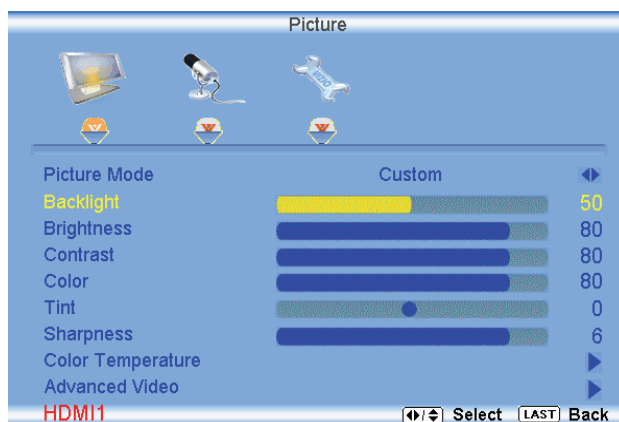 Picture
VIZIO
Picture Mode Custom
Backlight 50
Brightness 80
Contrast 80
Color 80
Tint 0
Sharpness 6
Color Temperature
Advanced Video
HDMI1 Select LAST Back